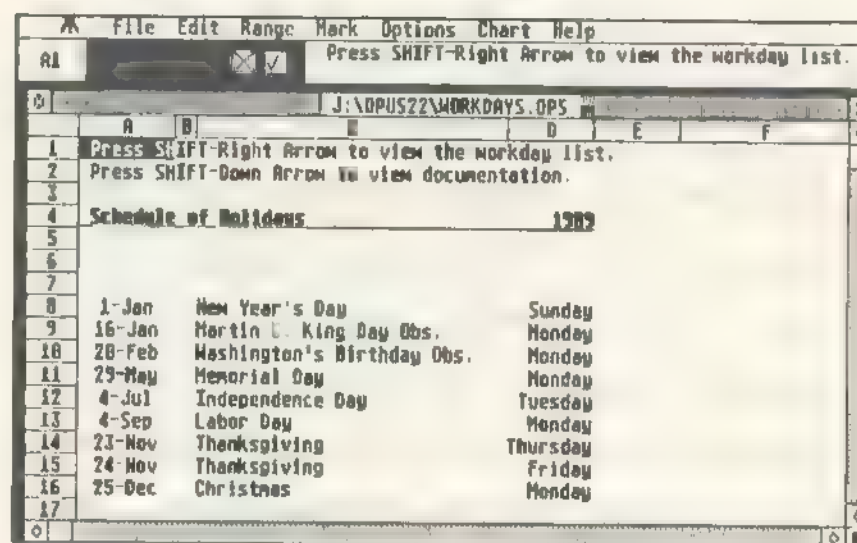 File Edit Range Mark Options Chart Help
A1 Press SHIFT-Right Arrow to view the workday list.
J:\OPUS22\WORKDAYS.OPS
A B D E F
1 Press SHIFT-Right Arrow to view the workday list.
2 Press SHIFT-Down Arrow to view documentation.
3
4 Schedule of Holidays 1989
5
6
7
8 1-Jan New Year's Day Sunday
9 16-Jan Martin L. King Day Obs. Monday
10 20-Feb Washington's Birthday Obs. Monday
11 29-May Memorial Day Monday
12 4-Jul Independence Day Tuesday
13 4-Sep Labor Day Monday
14 23-Nov Thanksgiving Thursday
15 24-Nov Thanksgiving Friday
16 25-Dec Christmas Monday
17